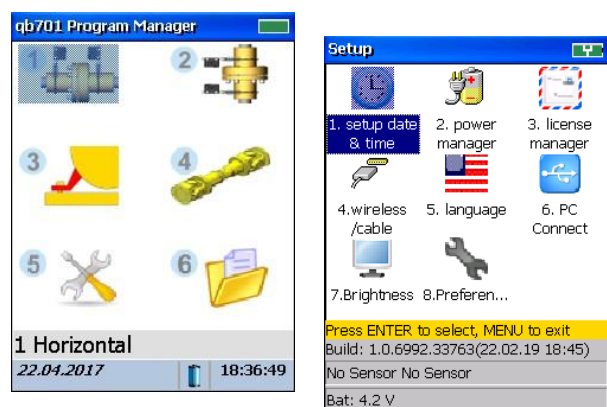 qb701 Program Manager
1
2
3
4
5
6
1 Horizontal
22.04.2017
18:36:49
Setup
1. setup date & time
2. power manager
3. license manager
4.wireless /cable
5. language
6. PC Connect
7.Brightness
8.Preferen...
Press ENTER to select, MENU to exit
Build: 1.0.6992.33763(22.02.19 18:45)
No Sensor No Sensor
Bat: 4.2 V